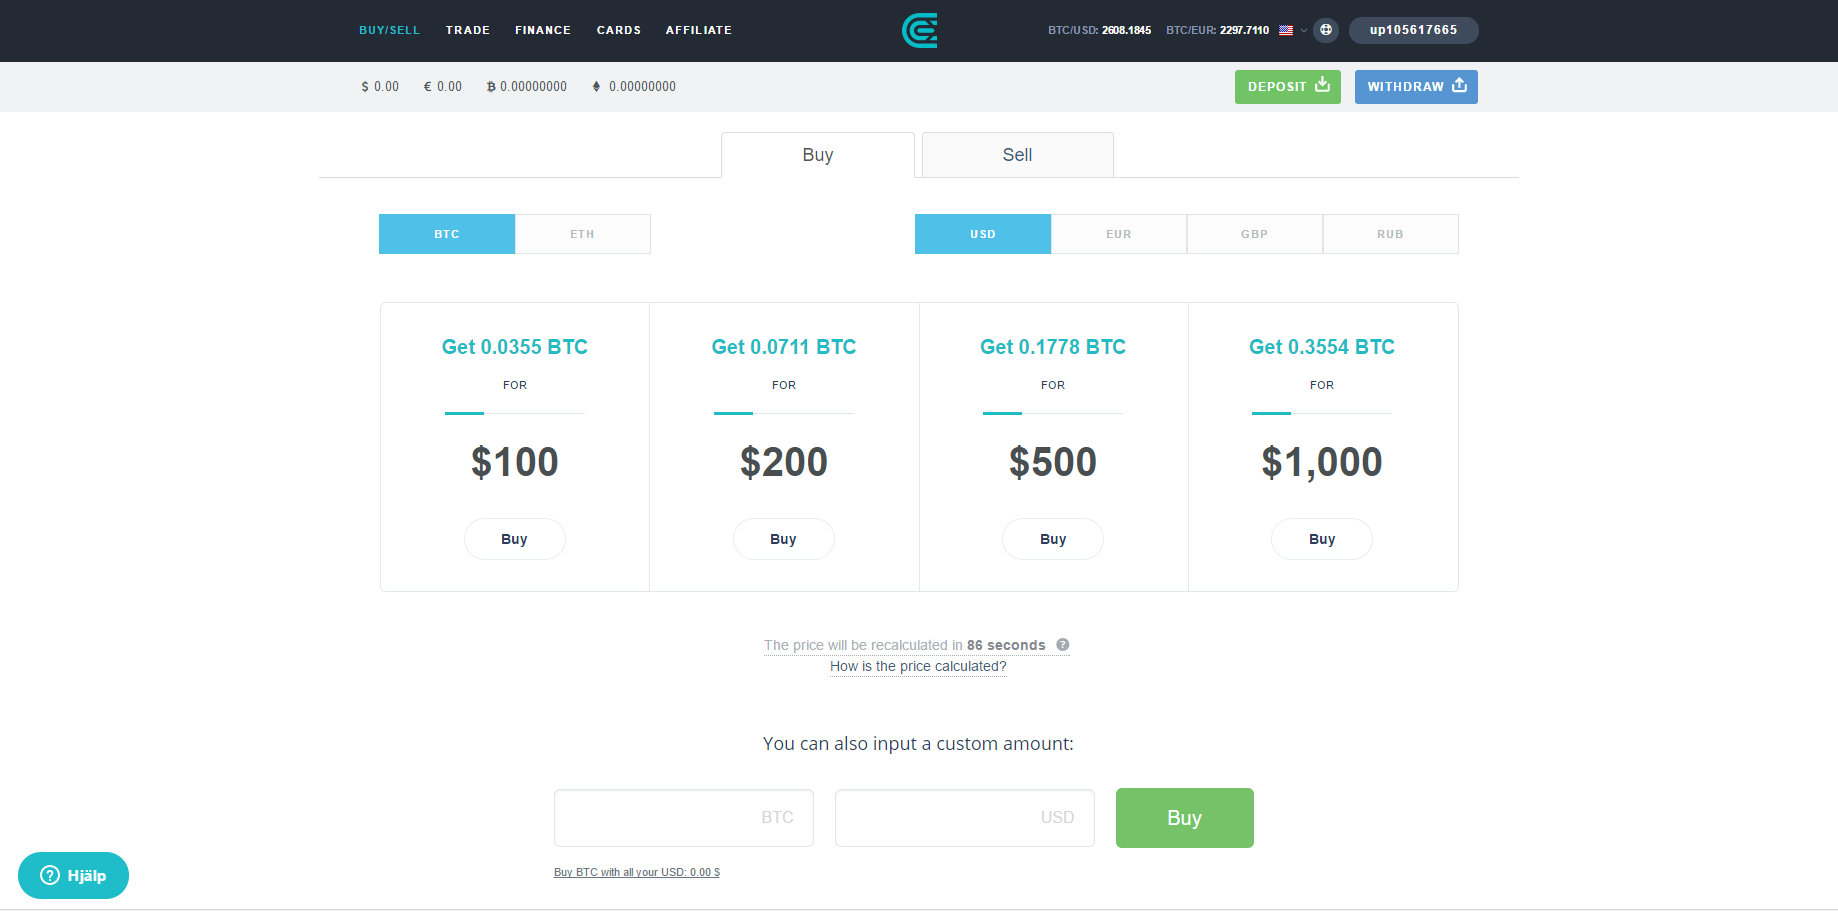 BUY/SELL TRADE FINANCE CARDS AFFILIATE BTC/USD: 2608.1845 BTC/EUR: 2297.7110 up105617665
$ 0.00 € 0.00 ₿ 0.00000000 0.00000000 DEPOSIT WITHDRAW
Buy Sell
BTC ETH USD EUR GBP RUB
Get 0.0355 BTC Get 0.0711 BTC Get 0.1778 BTC Get 0.3554 BTC
FOR FOR FOR FOR
$100 $200 $500 $1,000
Buy Buy Buy Buy
The price will be recalculated in 86 seconds ?
How is the price calculated?
You can also input a custom amount:
BTC USD Buy
Buy BTC with all your USD: 0.00 $
? Hjälp